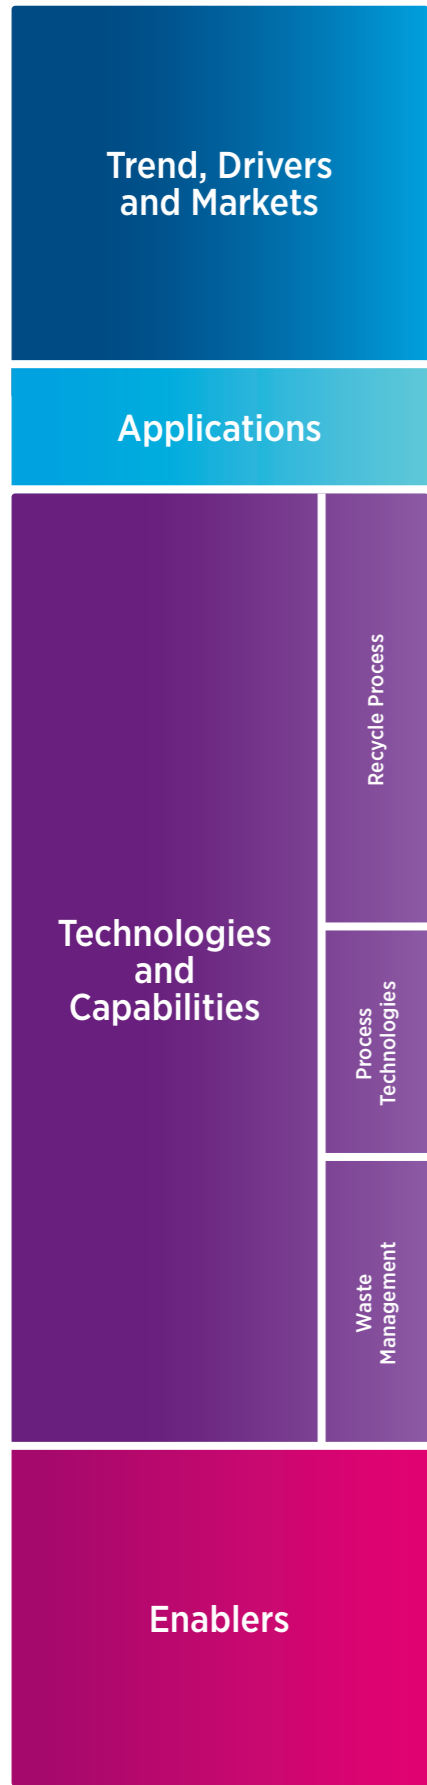 Trend, Drivers
and Markets
Applications
Technologies
and
Capabilities
Recycle Process
Process
Technologies
Waste
Management
Enablers